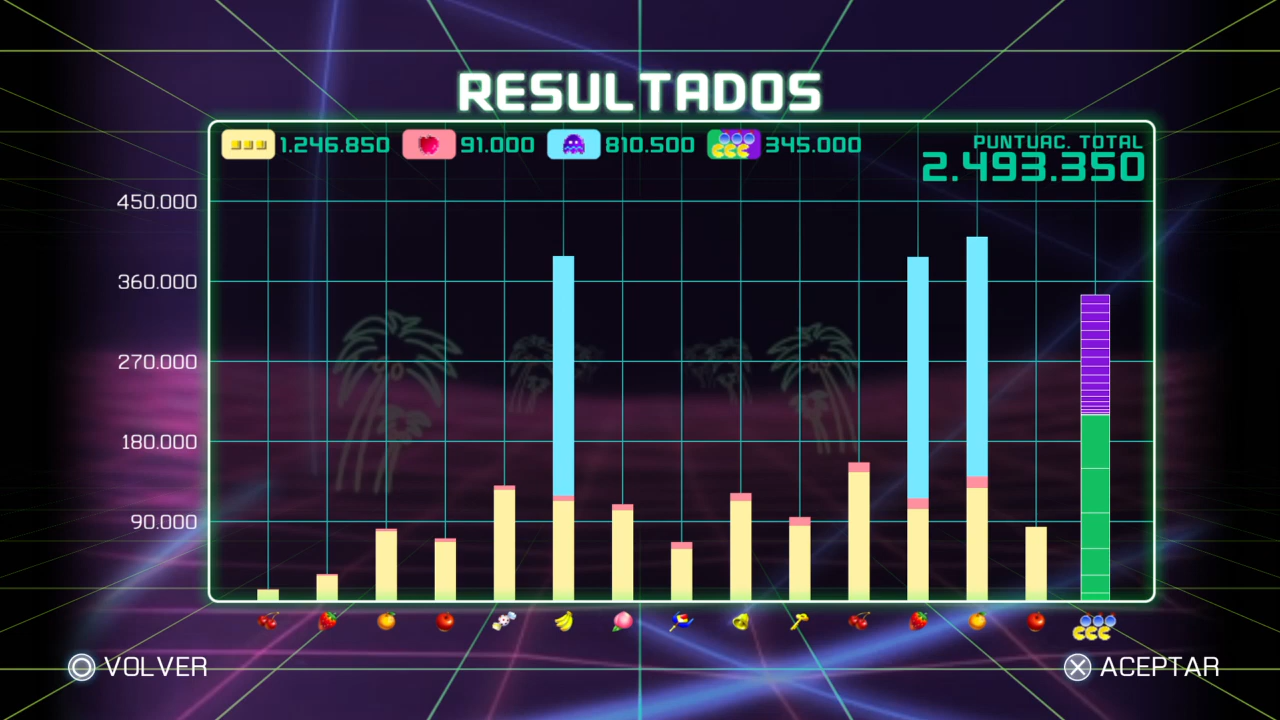 RESULTADOS
1.246.850 91.000 810.500 345.000
PUNTUAC. TOTAL
2.493.350
450.000
360.000
270.000
180.000
90.000
VOLVER
ACEPTAR